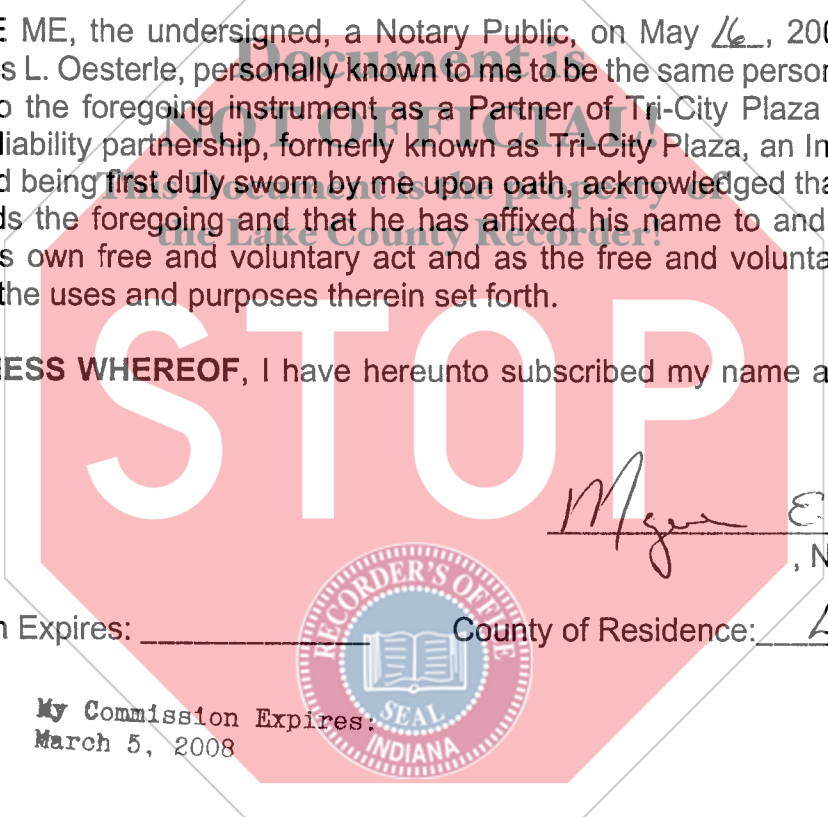 E ME, the undersigned, a Notary Public, on May 16, 200
s L. Oesterle, personally known to me to be the same person
o the foregoing instrument as a Partner of Tri-City Plaza
liability partnership, formerly known as Tri-City Plaza, an In
d being first duly sworn by me upon oath, acknowledged tha
ds the foregoing and that he has affixed his name to and
s own free and voluntary act and as the free and volunta
the uses and purposes therein set forth.
Document is
NOT OFFICIAL!
This Document is the property of
the Lake County Recorder!
STOP
NESS WHEREOF, I have hereunto subscribed my name a
, N
n Expires: County of Residence:
RECORDER'S OFFICE
SEAL
INDIANA
My Commission Expires:
March 5, 2008